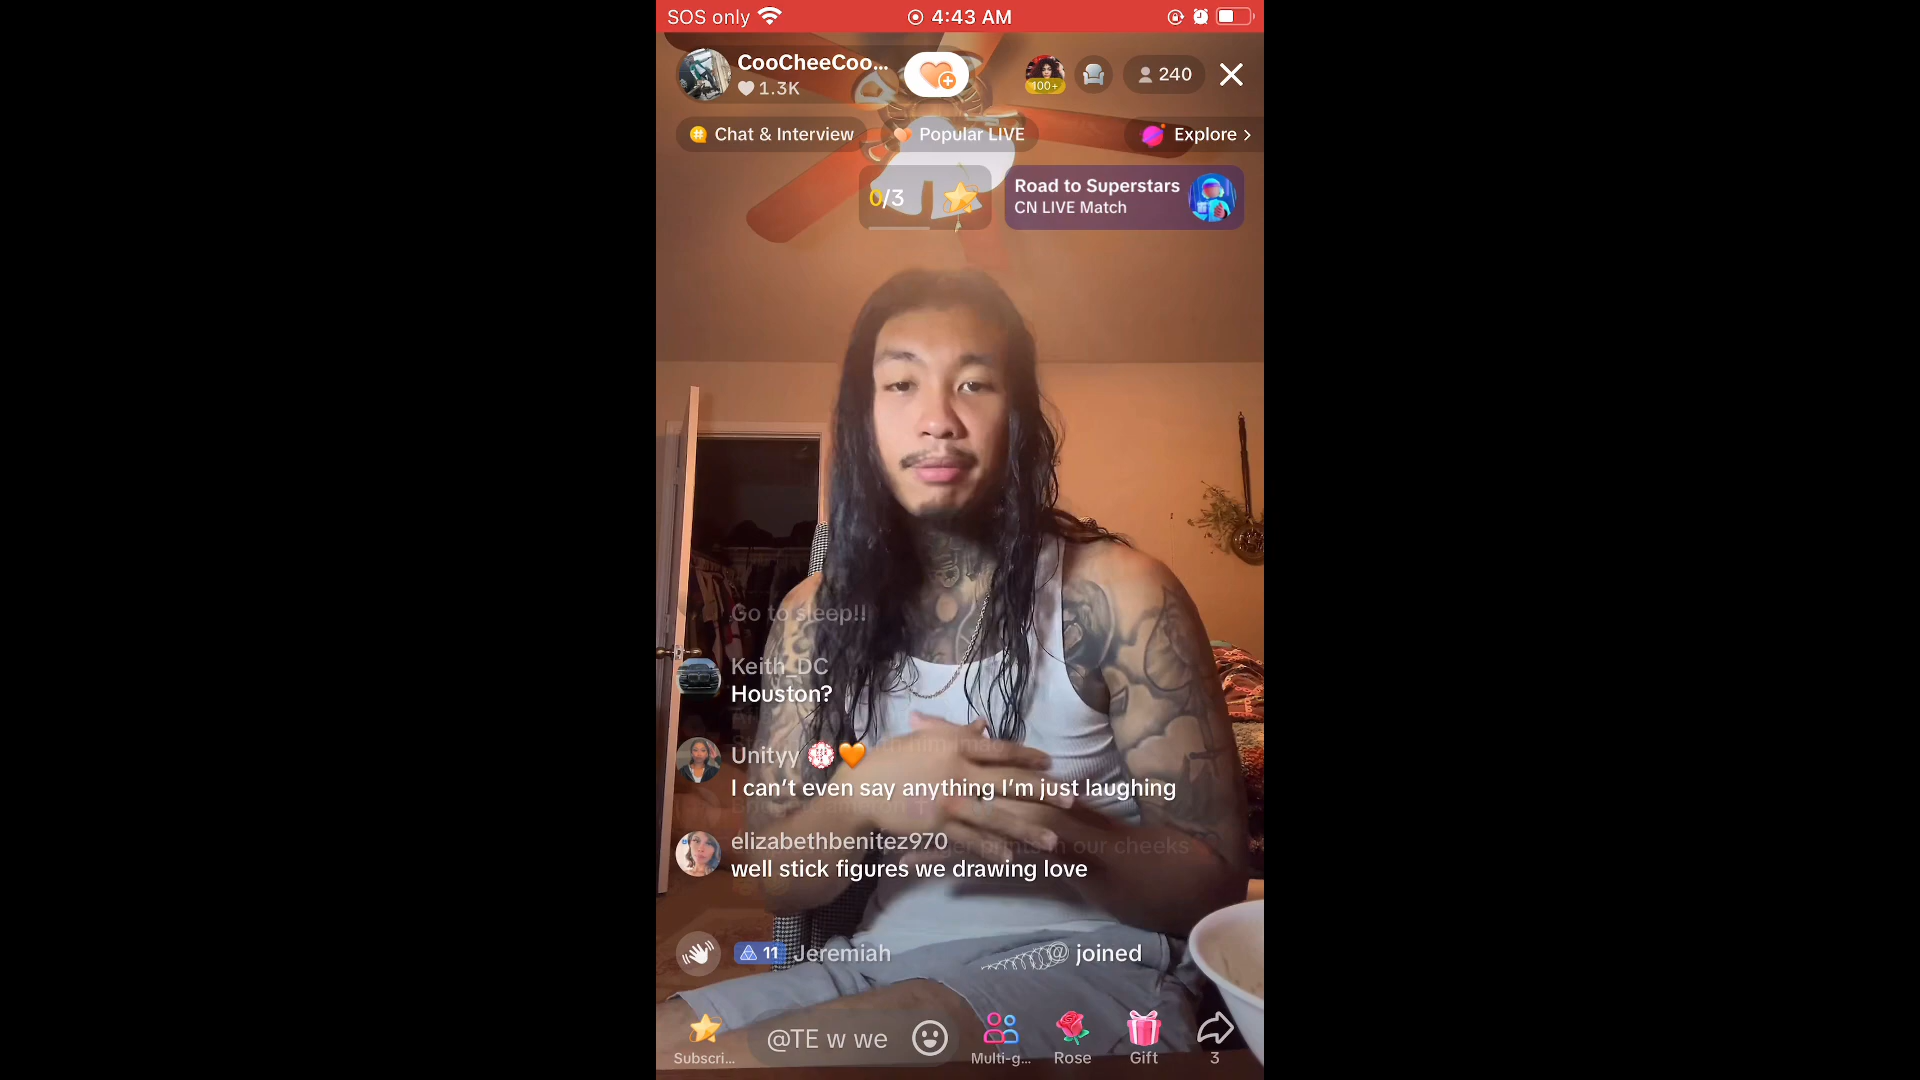 SOS only
4:43 AM
CooCheeCoo...
1.3K
100+
240
Chat & Interview
Popular LIVE
Explore >
0/3
Road to Superstars
CN LIVE Match
Go to sleep!!
Keith_DC
Houston?
Unityy
I can't even say anything I'm just laughing
elizabethbenitez970
well stick figures we drawing love
11 Jeremiah
@ joined
Subscri...
@TE w we
Multi-g...
Rose
Gift
3